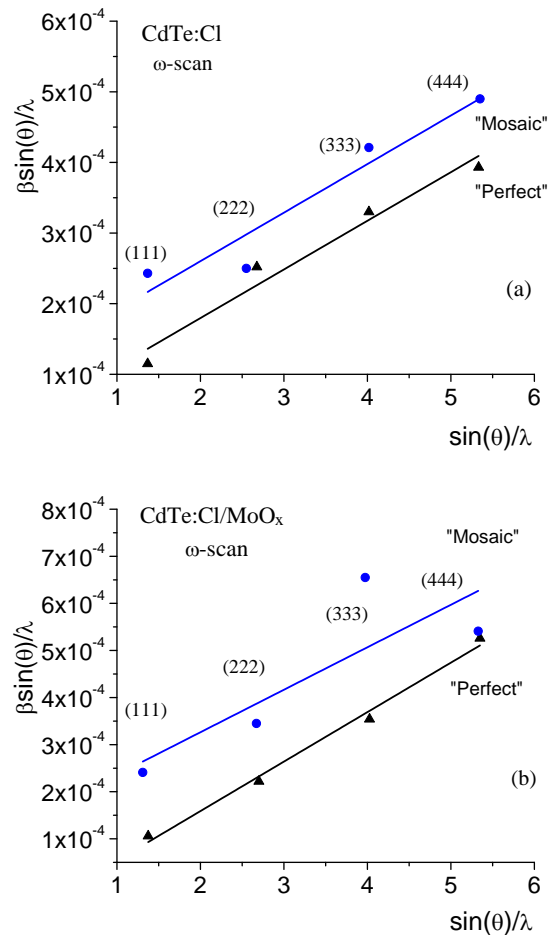 6x10⁻⁴
CdTe:Cl
ω-scan
(444)
5x10⁻⁴
"Mosaic"
(333)
4x10⁻⁴
"Perfect"
(222)
3x10⁻⁴
(111)
2x10⁻⁴
(a)
1x10⁻⁴
βsin(θ)/λ
1 2 3 4 5 6
sin(θ)/λ
8x10⁻⁴
CdTe:Cl/MoOₓ
7x10⁻⁴
"Mosaic"
ω-scan
6x10⁻⁴
(444)
(333)
5x10⁻⁴
(222)
4x10⁻⁴
"Perfect"
(111)
3x10⁻⁴
2x10⁻⁴
(b)
1x10⁻⁴
βsin(θ)/λ
1 2 3 4 5 6
sin(θ)/λ